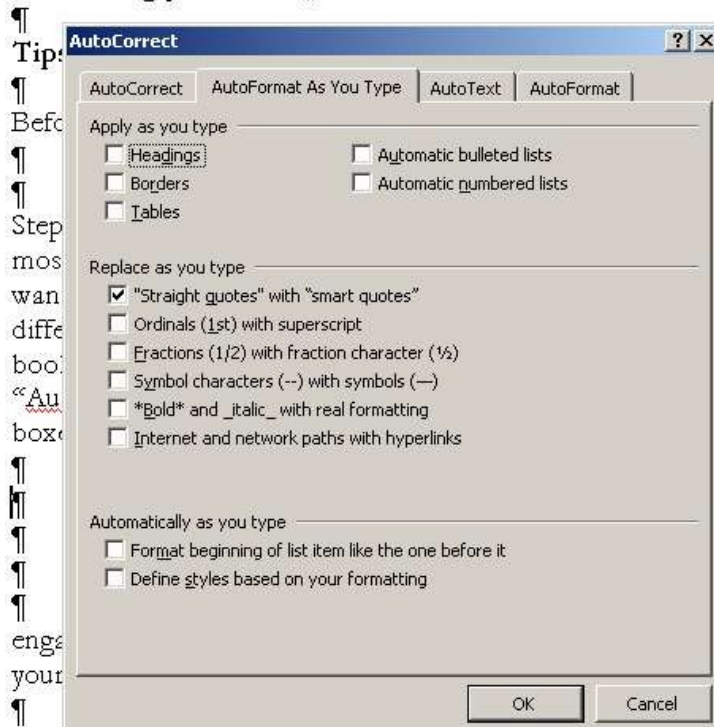 ¶
Tips
¶
Befo
¶
¶
Step
mos
wan
diffe
boo
“Au
boxe
¶
¶
¶
¶
¶
enga
your
¶
AutoCorrect
AutoCorrect AutoFormat As You Type AutoText AutoFormat
Apply as you type
Headings Automatic bulleted lists
Borders Automatic numbered lists
Tables
Replace as you type
"Straight quotes" with “smart quotes”
Ordinals (1st) with superscript
Fractions (1/2) with fraction character (½)
Symbol characters (--) with symbols (—)
*Bold* and _italic_ with real formatting
Internet and network paths with hyperlinks
Automatically as you type
Format beginning of list item like the one before it
Define styles based on your formatting
OK Cancel